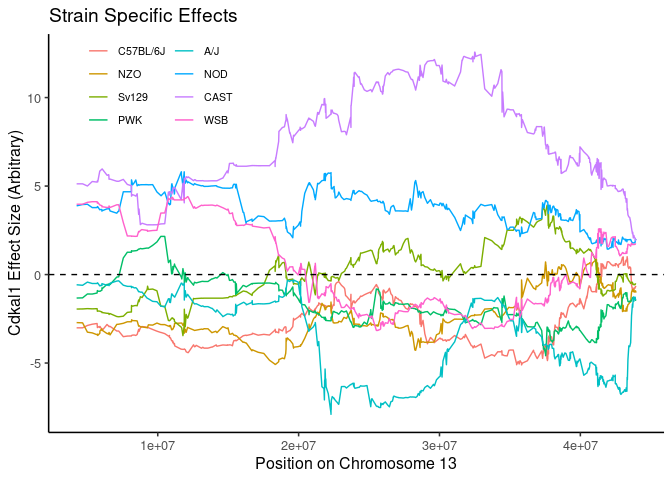 Strain Specific Effects
C57BL/6J A/J
NZO NOD
Sv129 CAST
PWK WSB
10
5
0
-5
Cdkal1 Effect Size (Arbitrary)
1e+07 2e+07 3e+07 4e+07
Position on Chromosome 13